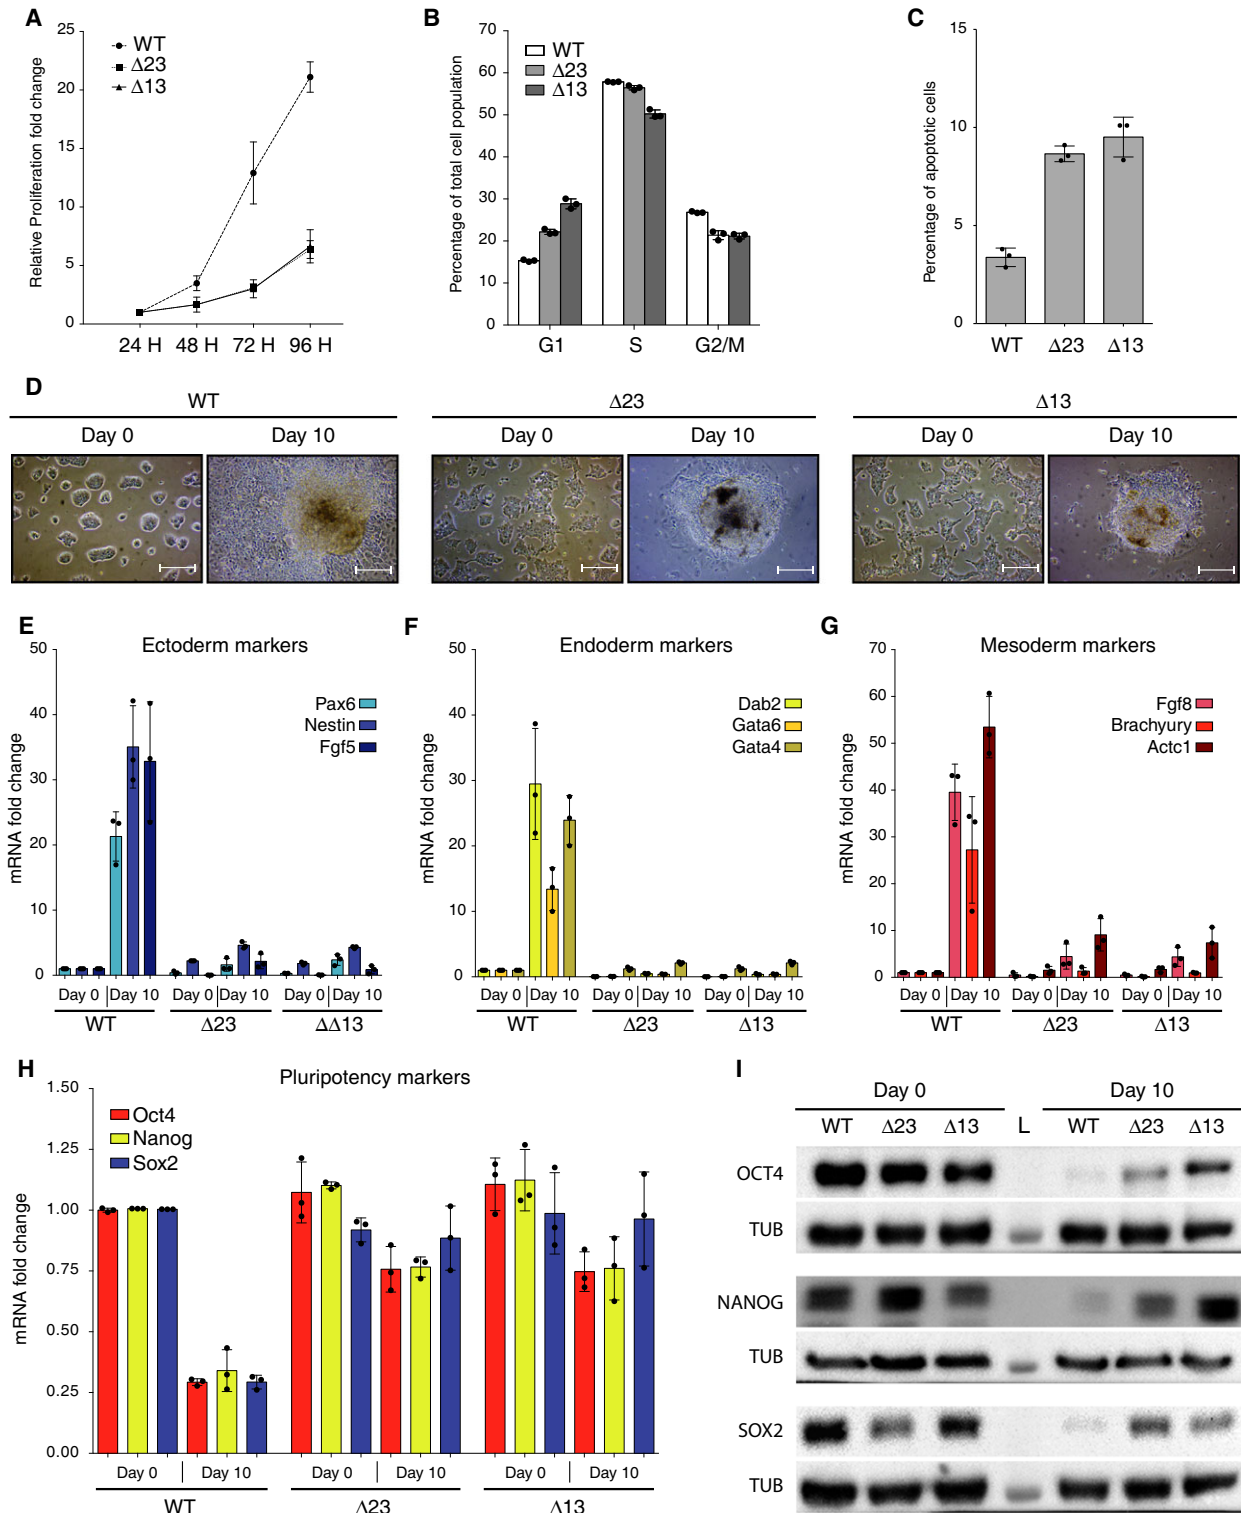 A
Relative Proliferation fold change
25
20
15
10
5
0
WT
Δ23
Δ13
24 H 48 H 72 H 96 H
B
Percentage of total cell population
70
60
50
40
30
20
10
0
WT
Δ23
Δ13
G1 S G2/M
C
Percentage of apoptotic cells
15
10
5
0
WT Δ23 Δ13
D
WT Δ23 Δ13
Day 0 Day 10 Day 0 Day 10 Day 0 Day 10
E
Ectoderm markers
mRNA fold change
50
40
30
20
10
0
Pax6
Nestin
Fgf5
Day 0 Day 10 Day 0 Day 10 Day 0 Day 10
WT Δ23 ΔΔ13
F
Endoderm markers
mRNA fold change
50
40
30
20
10
0
Dab2
Gata6
Gata4
Day 0 Day 10 Day 0 Day 10 Day 0 Day 10
WT Δ23 Δ13
G
Mesoderm markers
mRNA fold change
70
60
50
40
30
20
10
0
Fgf8
Brachyury
Actc1
Day 0 Day 10 Day 0 Day 10 Day 0 Day 10
WT Δ23 Δ13
H
Pluripotency markers
mRNA fold change
1.50
1.25
1.00
0.75
0.50
0.25
0.00
Oct4
Nanog
Sox2
Day 0 Day 10 Day 0 Day 10 Day 0 Day 10
WT Δ23 Δ13
I
Day 0 Day 10
WT Δ23 Δ13 L WT Δ23 Δ13
OCT4
TUB
NANOG
TUB
SOX2
TUB